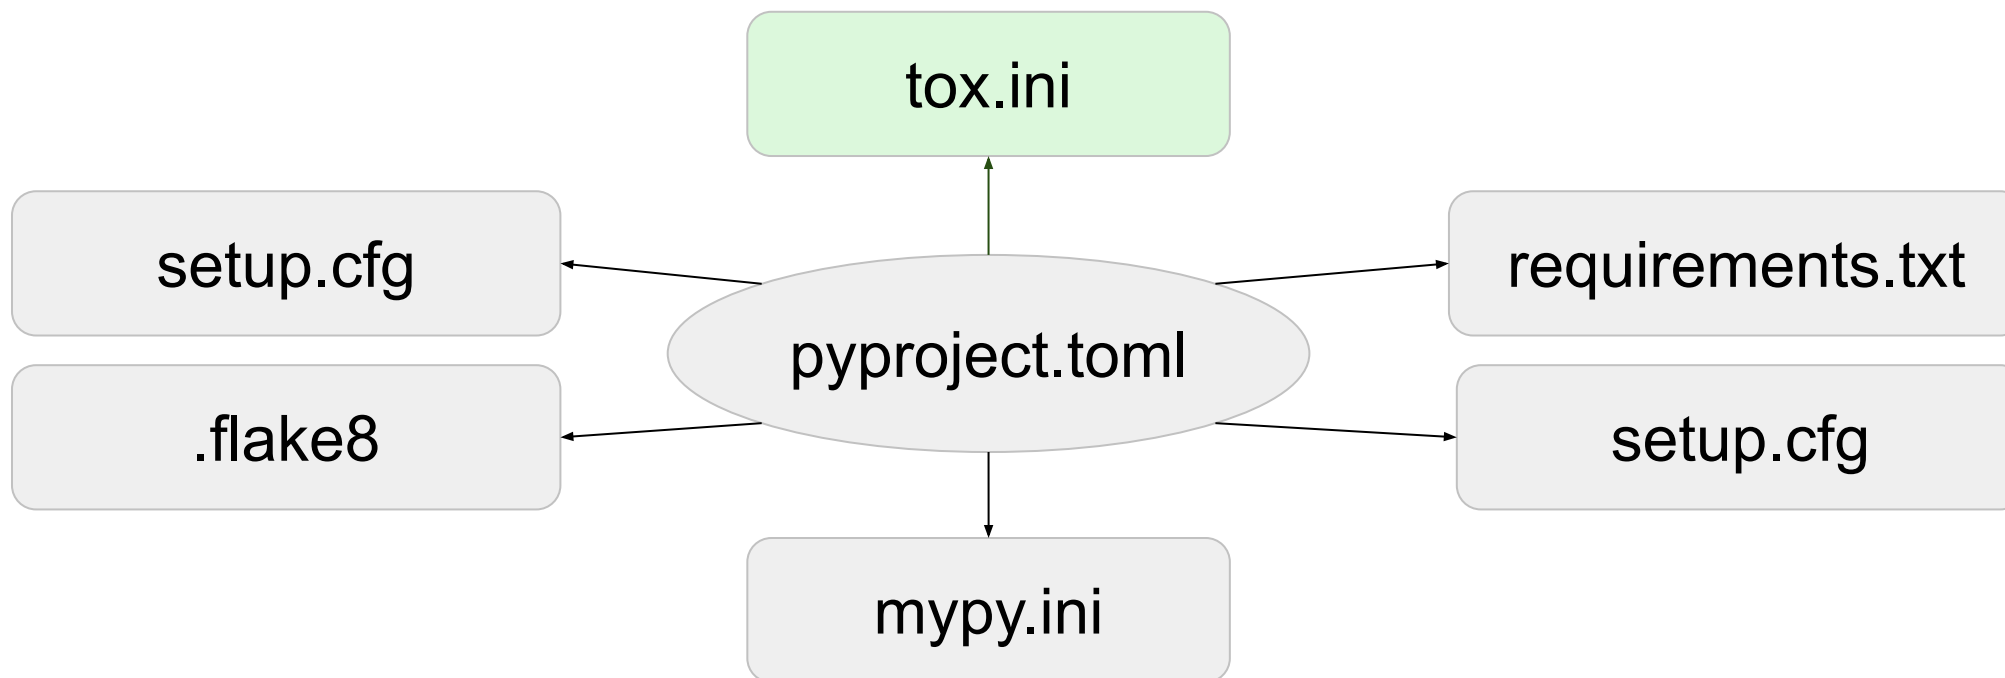 tox.ini
setup.cfg
requirements.txt
pyproject.toml
.flake8
setup.cfg
mypy.ini